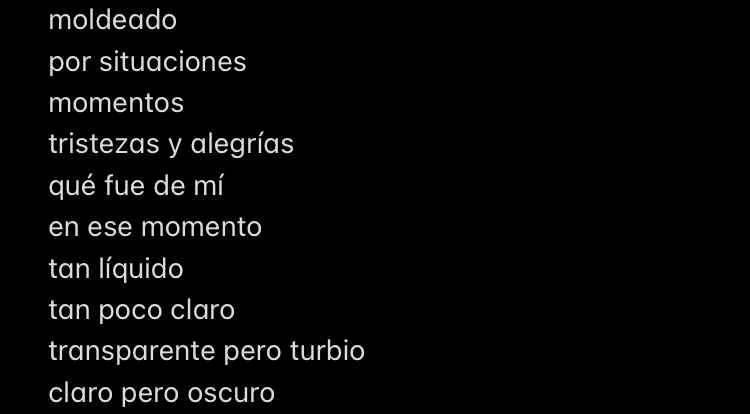 moldeado
por situaciones
momentos
tristezas y alegrías
qué fue de mí
en ese momento
tan líquido
tan poco claro
transparente pero turbio
claro pero oscuro